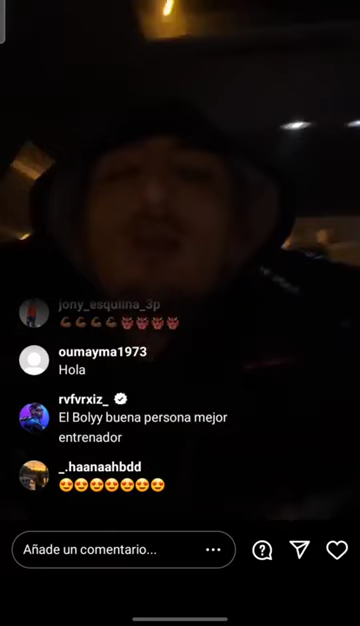 jony_esquina_3p
💪🏽💪🏽💪🏽💪🏽👹👹👹👹
oumayma1973
Hola
rvfvrxiz_
El Bolyy buena persona mejor
entrenador
_.haanaahbdd
😍😍😍😍😍😍😍
Añade un comentario...